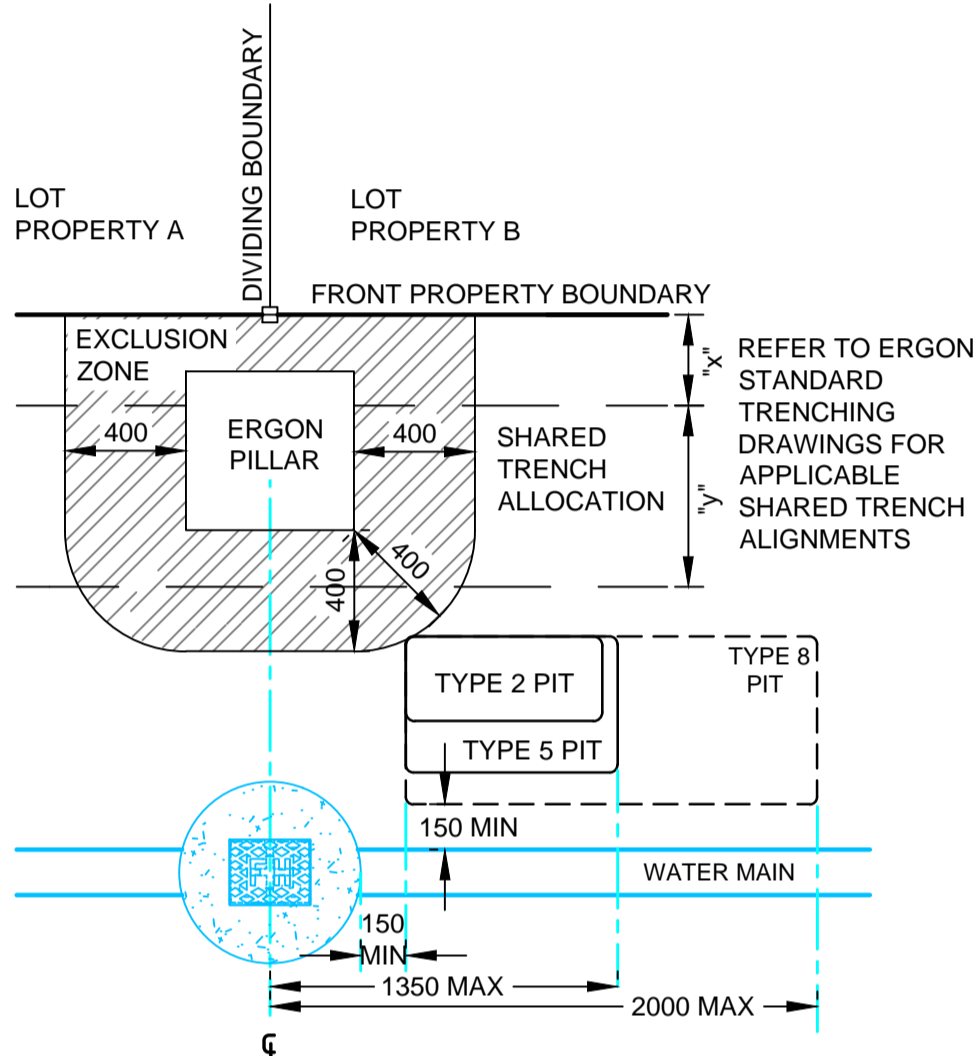 DIVIDING BOUNDARY
LOT
PROPERTY A
LOT
PROPERTY B
FRONT PROPERTY BOUNDARY
EXCLUSION
ZONE
400
ERGON
PILLAR
400
400
400
SHARED
TRENCH
ALLOCATION
"x"
"y"
REFER TO ERGON
STANDARD
TRENCHING
DRAWINGS FOR
APPLICABLE
SHARED TRENCH
ALIGNMENTS
TYPE 2 PIT
TYPE 5 PIT
TYPE 8
PIT
150 MIN
WATER MAIN
150
MIN
1350 MAX
2000 MAX
℄